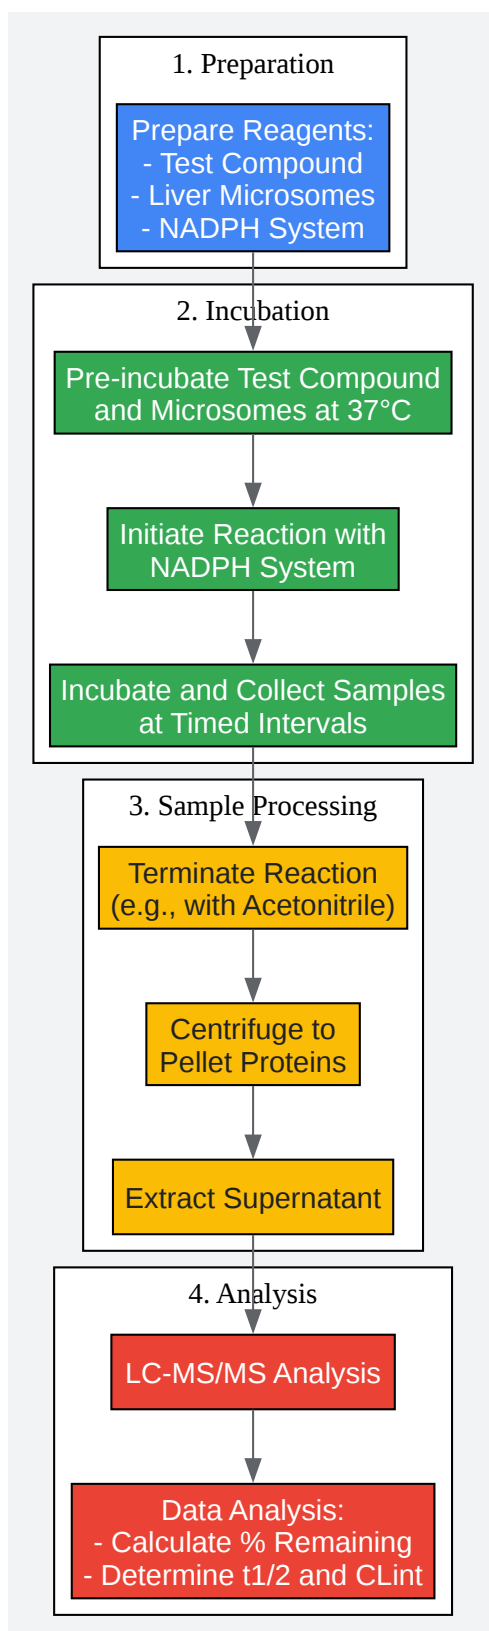 1. Preparation
Prepare Reagents:
- Test Compound
- Liver Microsomes
- NADPH System
2. Incubation
Pre-incubate Test Compound
and Microsomes at 37°C
Initiate Reaction with
NADPH System
Incubate and Collect Samples
at Timed Intervals
3. Sample Processing
Terminate Reaction
(e.g., with Acetonitrile)
Centrifuge to
Pellet Proteins
Extract Supernatant
4. Analysis
LC-MS/MS Analysis
Data Analysis:
- Calculate % Remaining
- Determine t1/2 and CLint